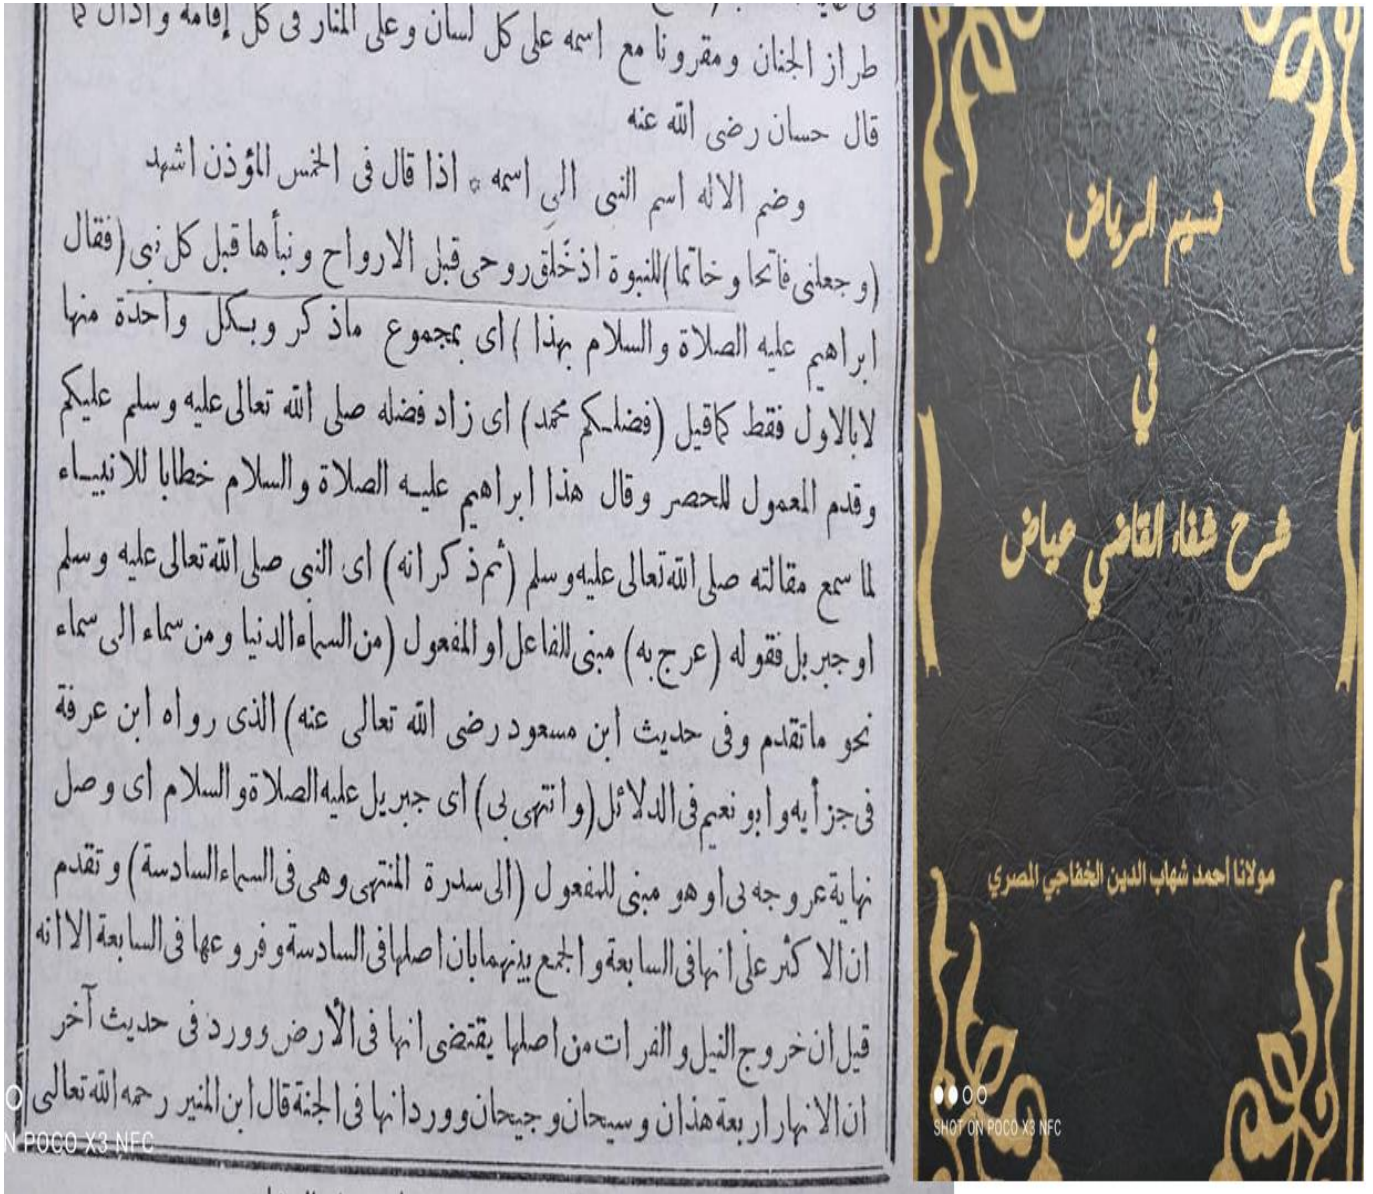 طراز الجنان ومقرونا مع اسمه على كل لسان وعلى المنار فى كل إقامة واذان كما
قال حسان رضى الله عنه
وضم الاله اسم النبى الى اسمه * اذا قال فى الخمس المؤذن اشهد
(وجعلنى فاتحا وخاتما) للنبوة اذ خلق روحى قبل الارواح ونبأها قبل كل نبى (فقال
ابراهيم عليه الصلاة والسلام بهذا) اى بمجموع ماذكر وبكل واحدة منها
لابالاول فقط كماقيل (فضلكم محمد) اى زاد فضله صلى الله تعالى عليه وسلم عليكم
وقدم المعمول للحصر وقال هذا ابراهيم عليه الصلاة والسلام خطابا للانبياء
لما سمع مقالته صلى الله تعالى عليه وسلم (ثم ذكر انه) اى النبى صلى الله تعالى عليه وسلم
او جبريل فقوله (عرج به) مبنى للفاعل او المفعول (من السماء الدنيا ومن سماء الى سماء
نحو ماتقدم وفى حديث ابن مسعود رضى الله تعالى عنه) الذى رواه ابن عرفة
فى جزأيه وابو نعيم فى الدلائل (وانتهى بى) اى جبريل عليه الصلاة والسلام اى وصل
نهاية عروجه بى او هو مبنى للمفعول (الى سدرة المنتهى وهى فى السماء السادسة) وتقدم
ان الاكثر على انها فى السابعة والجمع بينهما بان اصلها فى السادسة وفروعها فى السابعة الا انه
قيل ان خروج النيل والفرات من اصلها يقتضى انها فى الأرض وورد فى حديث آخر
ان الانهار اربعة هذان وسيحان وجيحان وورد انها فى الجنة قال ابن المنير رحمه الله تعالى
N POCO X3 NFC
نسيم الرياض
في
شرح شفاء القاضي عياض
مولانا أحمد شهاب الدين الخفاجي المصري
SHOT ON POCO X3 NFC